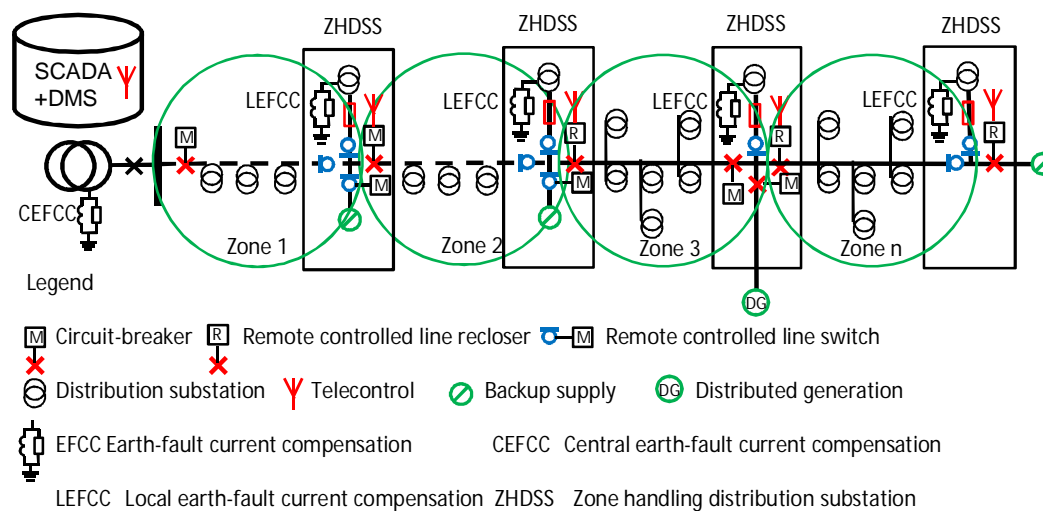 ZHDSS ZHDSS ZHDSS ZHDSS
SCADA
+DMS
LEFCC LEFCC LEFCC LEFCC
M M R R R
M M M M
CEFCC
Zone 1 Zone 2 Zone 3 Zone n
DG
Legend
M Circuit-breaker R Remote controlled line recloser M Remote controlled line switch
Distribution substation Telecontrol Backup supply DG Distributed generation
EFCC Earth-fault current compensation CEFCC Central earth-fault current compensation
LEFCC Local earth-fault current compensation ZHDSS Zone handling distribution substation